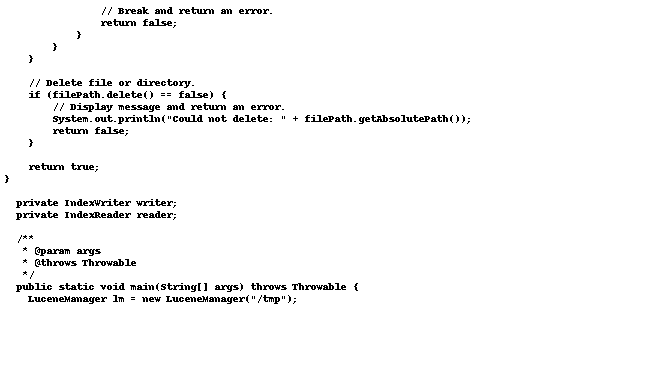 // Break and return an error.
return false;
}
}
}
// Delete file or directory.
if (filePath.delete() == false) {
// Display message and return an error.
System.out.println("Could not delete: " + filePath.getAbsolutePath());
return false;
}
return true;
}
private IndexWriter writer;
private IndexReader reader;
/**
* @param args
* @throws Throwable
*/
public static void main(String[] args) throws Throwable {
LuceneManager lm = new LuceneManager("/tmp");